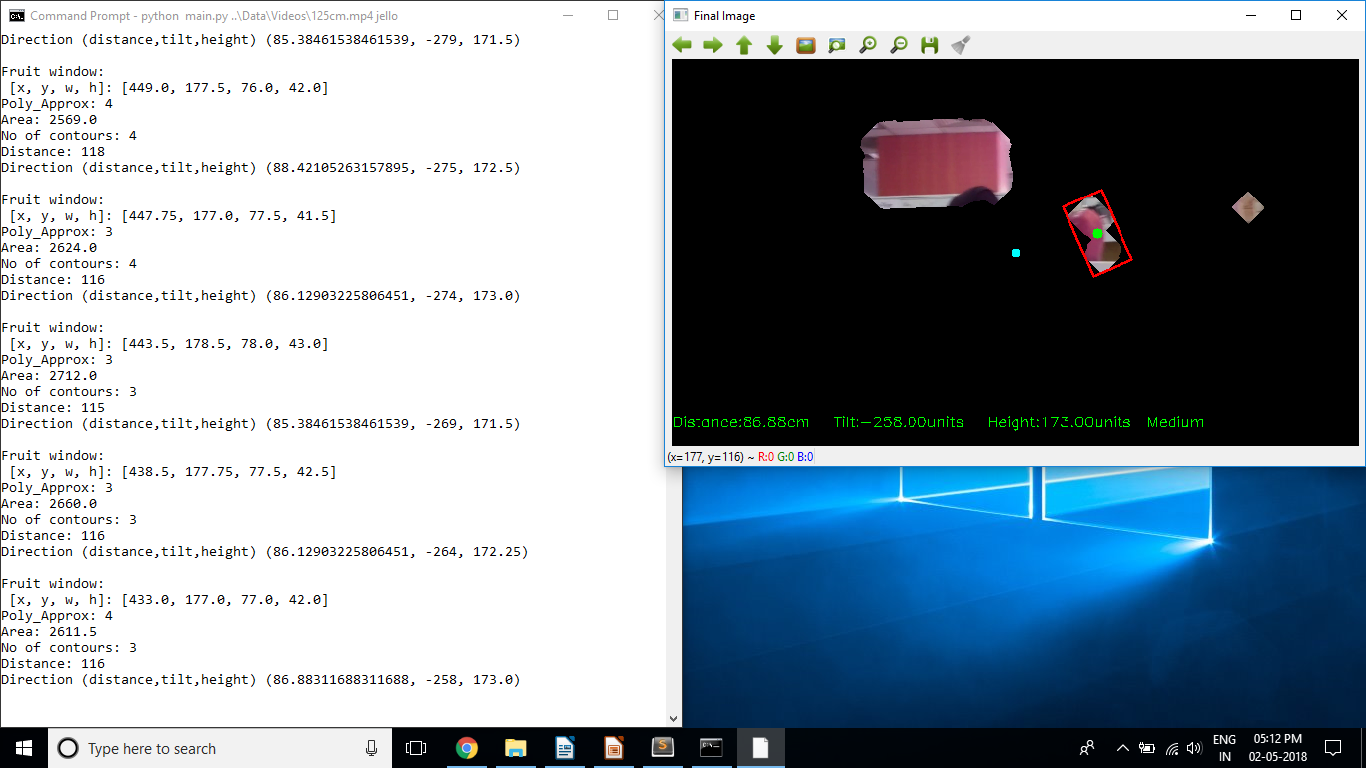 Command Prompt - python  main.py ..\Data\Videos\125cm.mp4 jello
Direction (distance,tilt,height) (85.38461538461539, -279, 171.5)
Fruit window:
[x, y, w, h]: [449.0, 177.5, 76.0, 42.0]
Poly_Approx: 4
Area: 2569.0
No of contours: 4
Distance: 118
Direction (distance,tilt,height) (88.42105263157895, -275, 172.5)
Fruit window:
[x, y, w, h]: [447.75, 177.0, 77.5, 41.5]
Poly_Approx: 3
Area: 2624.0
No of contours: 4
Distance: 116
Direction (distance,tilt,height) (86.12903225806451, -274, 173.0)
Fruit window:
[x, y, w, h]: [443.5, 178.5, 78.0, 43.0]
Poly_Approx: 3
Area: 2712.0
No of contours: 3
Distance: 115
Direction (distance,tilt,height) (85.38461538461539, -269, 171.5)
Fruit window:
[x, y, w, h]: [438.5, 177.75, 77.5, 42.5]
Poly_Approx: 3
Area: 2660.0
No of contours: 3
Distance: 116
Direction (distance,tilt,height) (86.12903225806451, -264, 172.25)
Fruit window:
[x, y, w, h]: [433.0, 177.0, 77.0, 42.0]
Poly_Approx: 4
Area: 2611.5
No of contours: 3
Distance: 116
Direction (distance,tilt,height) (86.88311688311688, -258, 173.0)
Final Image
Distance:86.88cm Tilt:-258.00units Height:173.00units Medium
(x=177, y=116) ~ R:0 G:0 B:0
Type here to search
ENG
IN
05:12 PM
02-05-2018